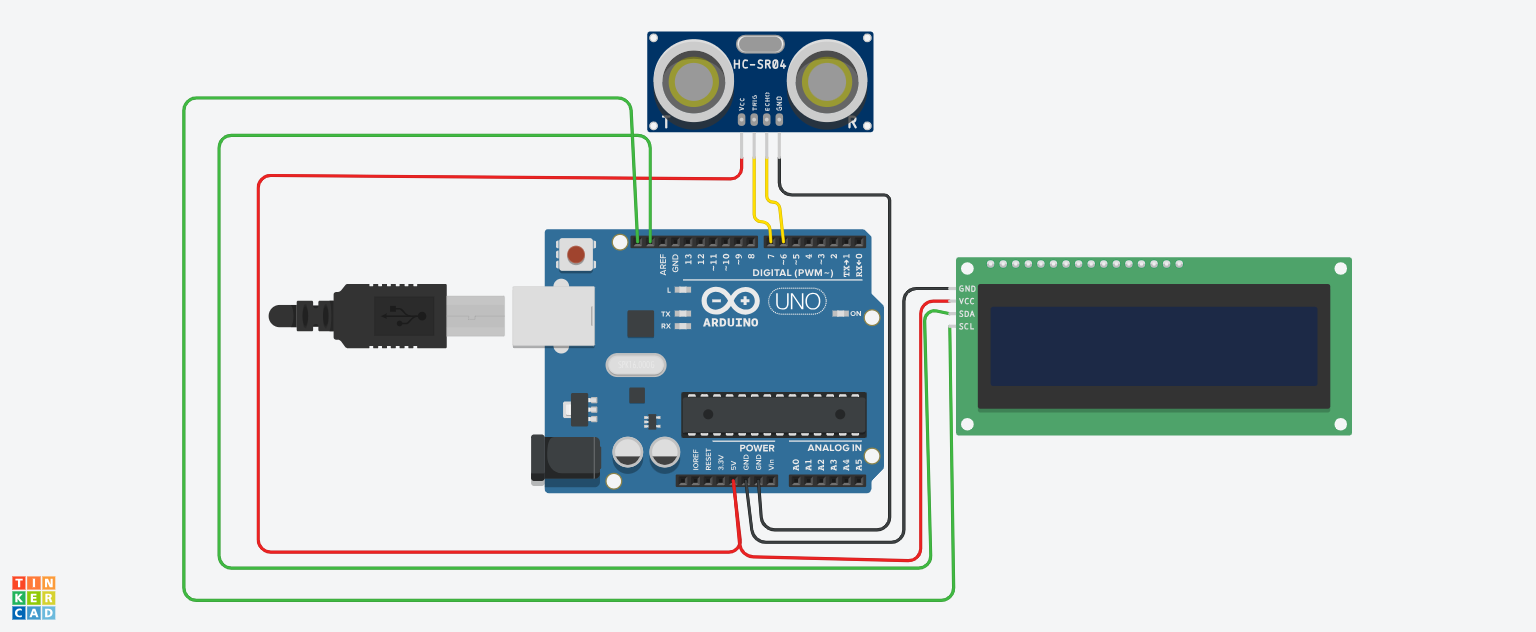 HC-SR04
VCC
TRIG
ECHO
GND
T
R
AREF
GND
13
12
~11
~10
~9
8
7
~6
~5
4
~3
2
TX→1
RX←0
DIGITAL (PWM~)
L
TX
RX
ARDUINO
UNO
ON
GND
VCC
SDA
SCL
POWER
ANALOG IN
IOREF
RESET
3.3V
5V
GND
GND
Vin
A0
A1
A2
A3
A4
A5
TIN
KER
CAD